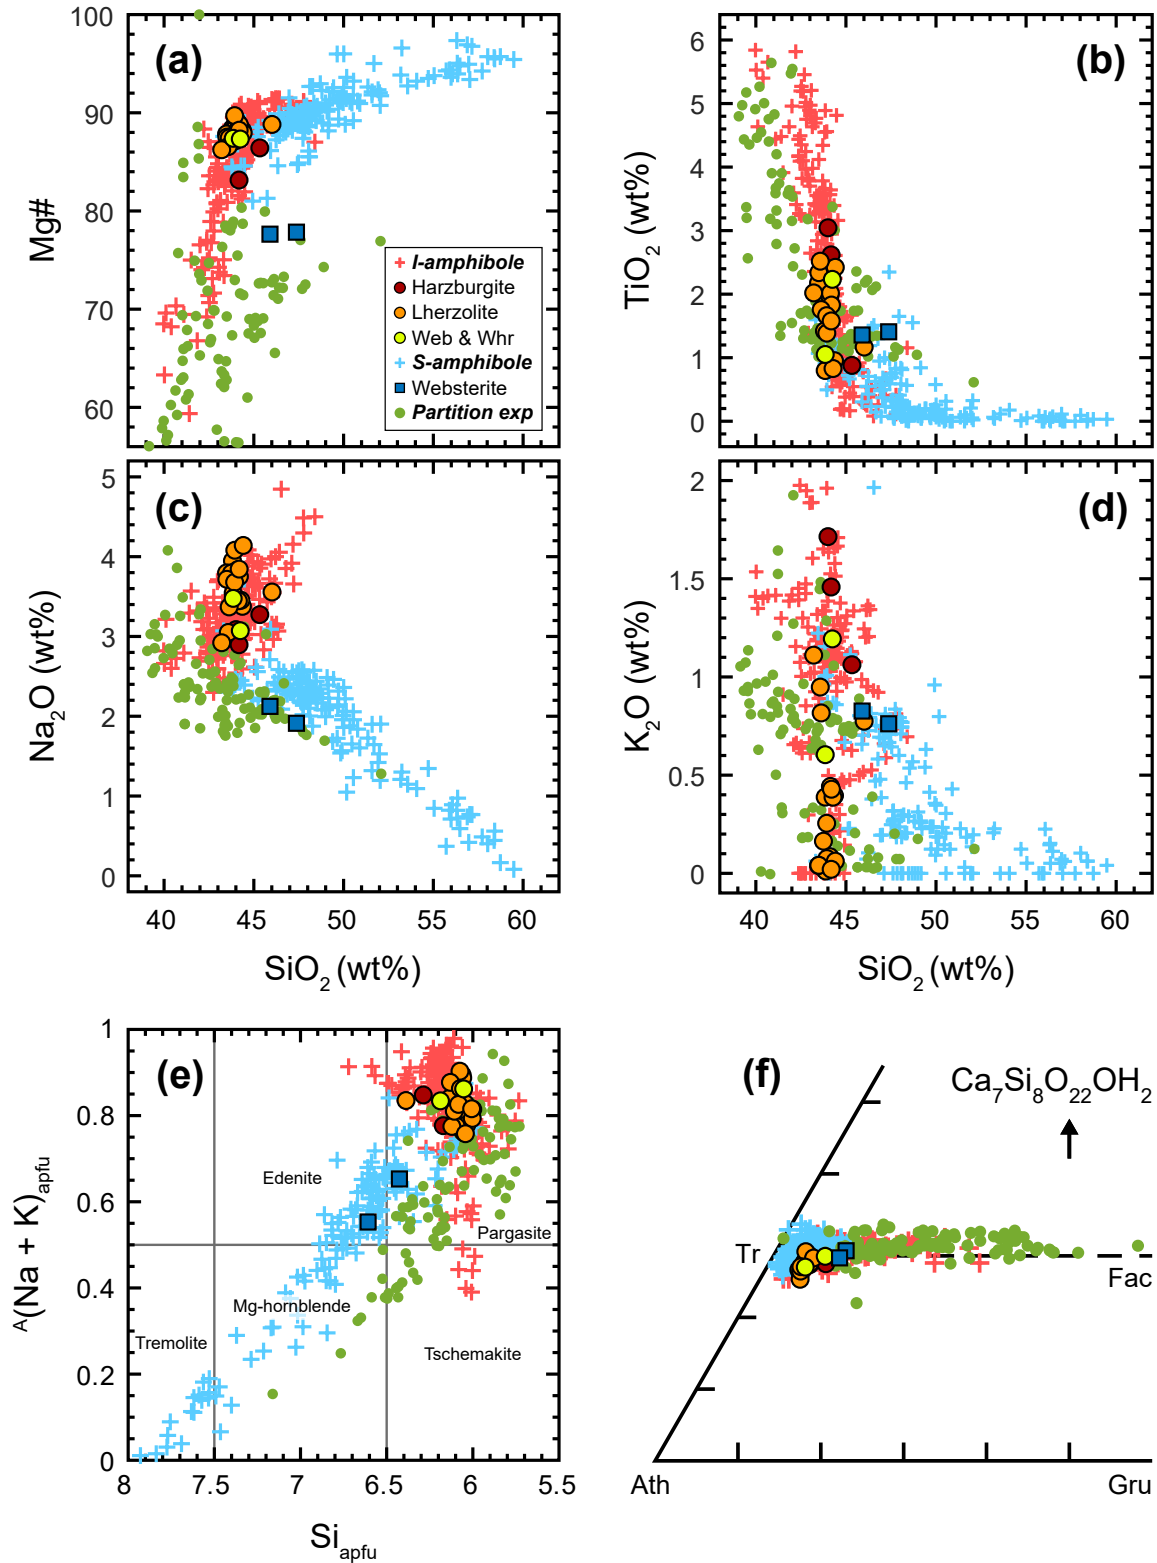 (a)
Mg#
90
80
70
60
I-amphibole
Harzburgite
Lherzolite
Web & Whr
S-amphibole
Websterite
Partition exp
(b)
TiO2 (wt%)
6
5
4
3
2
1
0
(c)
Na2O (wt%)
5
4
3
2
1
0
40 45 50 55 60
SiO2 (wt%)
(d)
K2O (wt%)
2
1.5
1
0.5
0
40 45 50 55 60
SiO2 (wt%)
(e)
A(Na + K)apfu
1
0.8
0.6
0.4
0.2
0
Edenite
Pargasite
Mg-hornblende
Tremolite
Tschemakite
8 7.5 7 6.5 6 5.5
Siapfu
(f)
Ca7Si8O22OH2
Tr
Fac
Ath
Gru